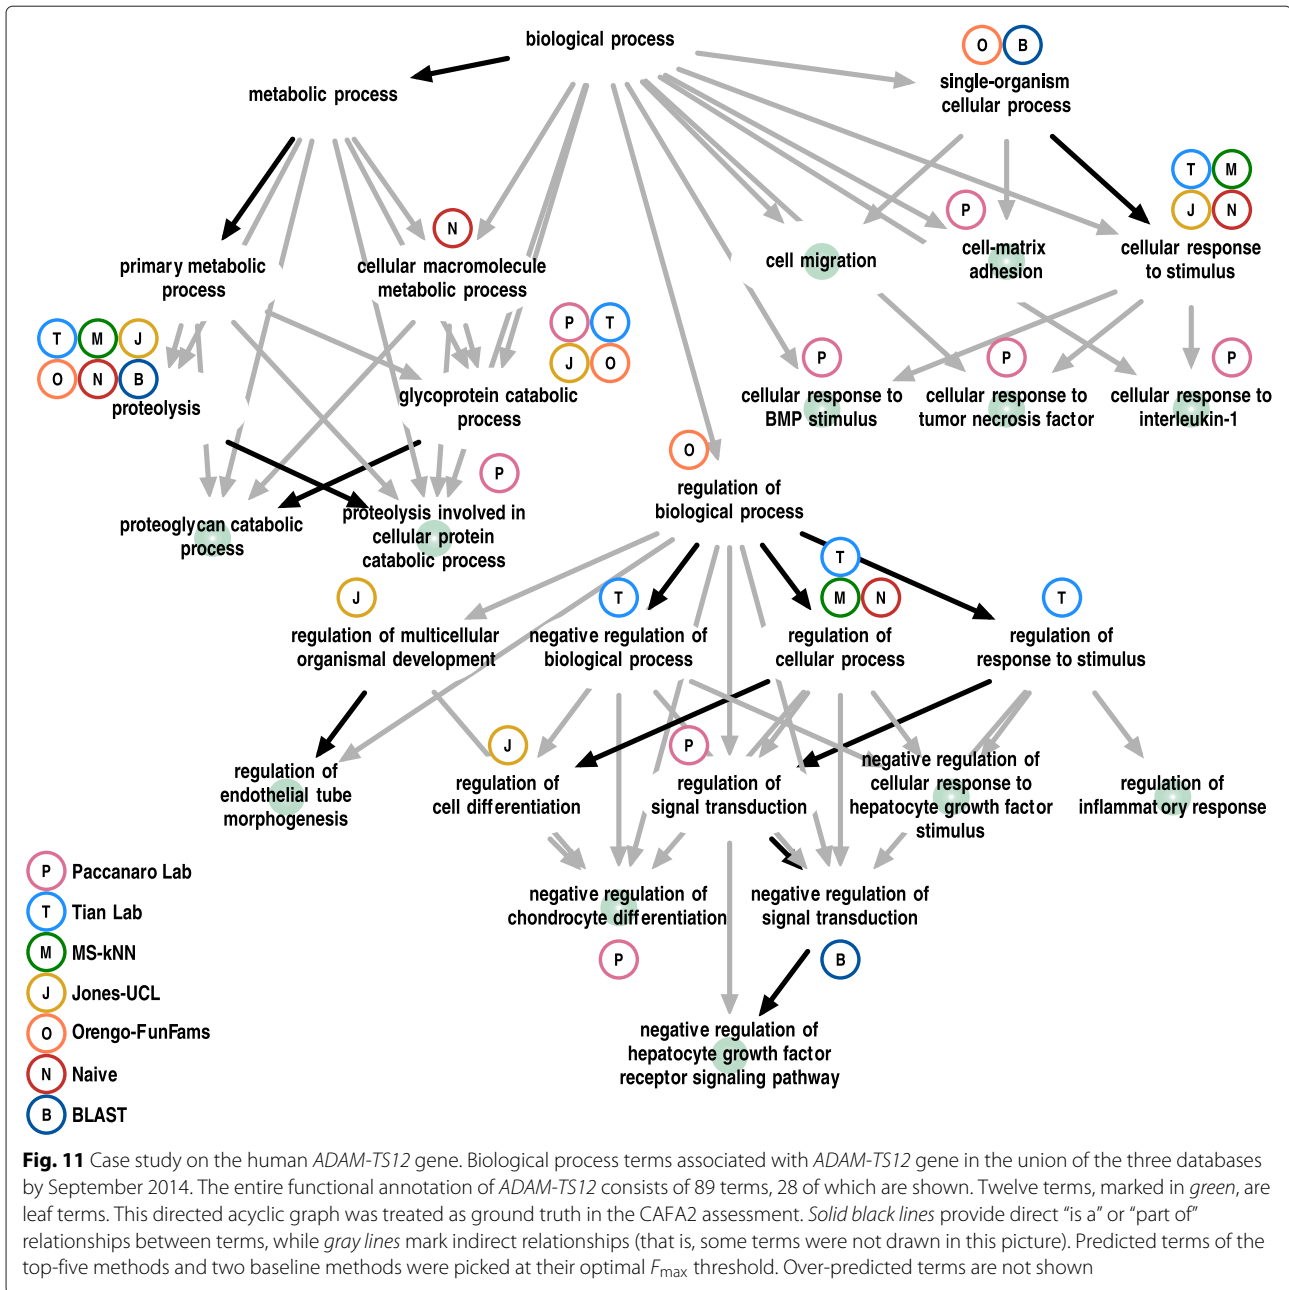 biological process
O B
single-organism
cellular process
metabolic process
T M
J N
P
N
cell-matrix
adhesion
cellular response
to stimulus
cell migration
primary metabolic
process
cellular macromolecule
metabolic process
T M J
O N B
proteolysis
P T
J O
glycoprotein catabolic
process
P
cellular response to
BMP stimulus
P
cellular response to
tumor necrosis factor
P
cellular response to
interleukin-1
O
regulation of
biological process
P
proteoglycan catabolic
process
proteolysis involved in
cellular protein
catabolic process
J
regulation of multicellular
organismal development
T
negative regulation of
biological process
T
M N
regulation of
cellular process
T
regulation of
response to stimulus
regulation of
endothelial tube
morphogenesis
J
regulation of
cell differentiation
P
regulation of
signal transduction
negative regulation of
cellular response to
hepatocyte growth factor
stimulus
regulation of
inflammatory response
negative regulation of
chondrocyte differentiation
P
negative regulation of
signal transduction
B
negative regulation of
hepatocyte growth factor
receptor signaling pathway
P Paccanaro Lab
T Tian Lab
M MS-kNN
J Jones-UCL
O Orengo-FunFams
N Naive
B BLAST
Fig. 11 Case study on the human ADAM-TS12 gene. Biological process terms associated with ADAM-TS12 gene in the union of the three databases
by September 2014. The entire functional annotation of ADAM-TS12 consists of 89 terms, 28 of which are shown. Twelve terms, marked in green, are
leaf terms. This directed acyclic graph was treated as ground truth in the CAFA2 assessment. Solid black lines provide direct “is a” or “part of”
relationships between terms, while gray lines mark indirect relationships (that is, some terms were not drawn in this picture). Predicted terms of the
top-five methods and two baseline methods were picked at their optimal Fmax threshold. Over-predicted terms are not shown